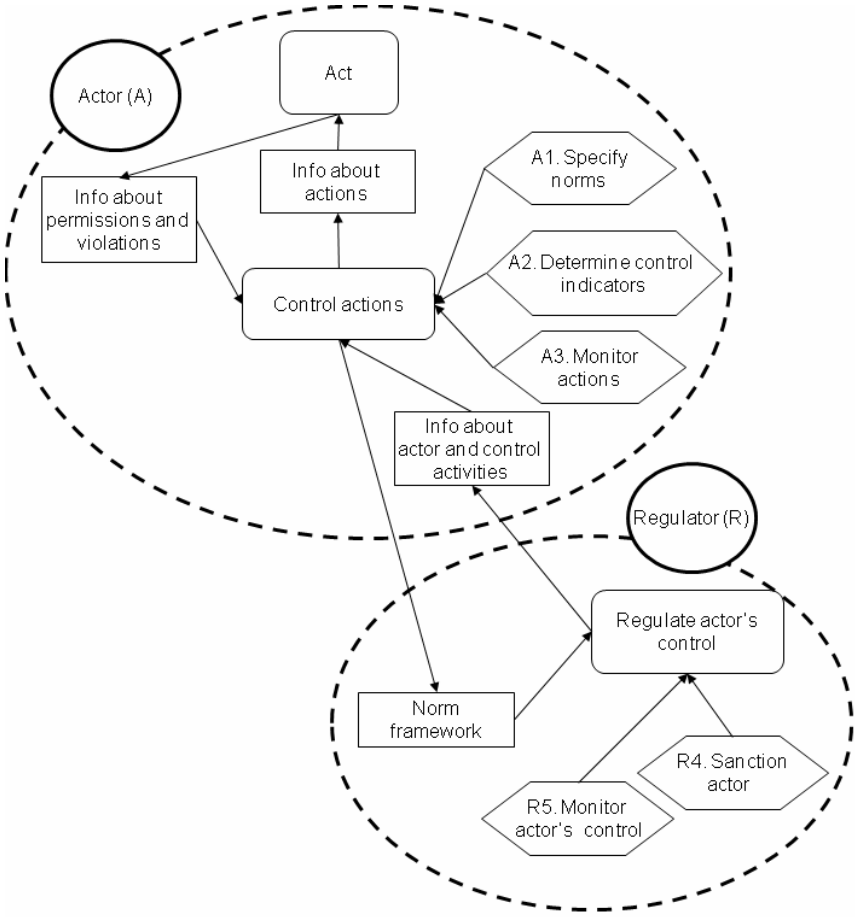 Actor (A)
Act
Info about
permissions and
violations
Info about
actions
A1. Specify
norms
A2. Determine control
indicators
Control actions
A3. Monitor
actions
Info about
actor and control
activities
Regulator (R)
Regulate actor's
control
Norm
framework
R4. Sanction
actor
R5. Monitor
actor's control